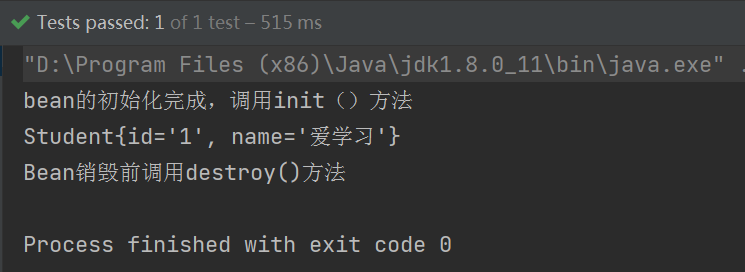 Tests passed: 1 of 1 test – 515 ms
"D:\Program Files (x86)\Java\jdk1.8.0_11\bin\java.exe" .
bean的初始化完成，调用init（）方法
Student{id='1', name='爱学习'}
Bean销毁前调用destroy()方法
Process finished with exit code 0